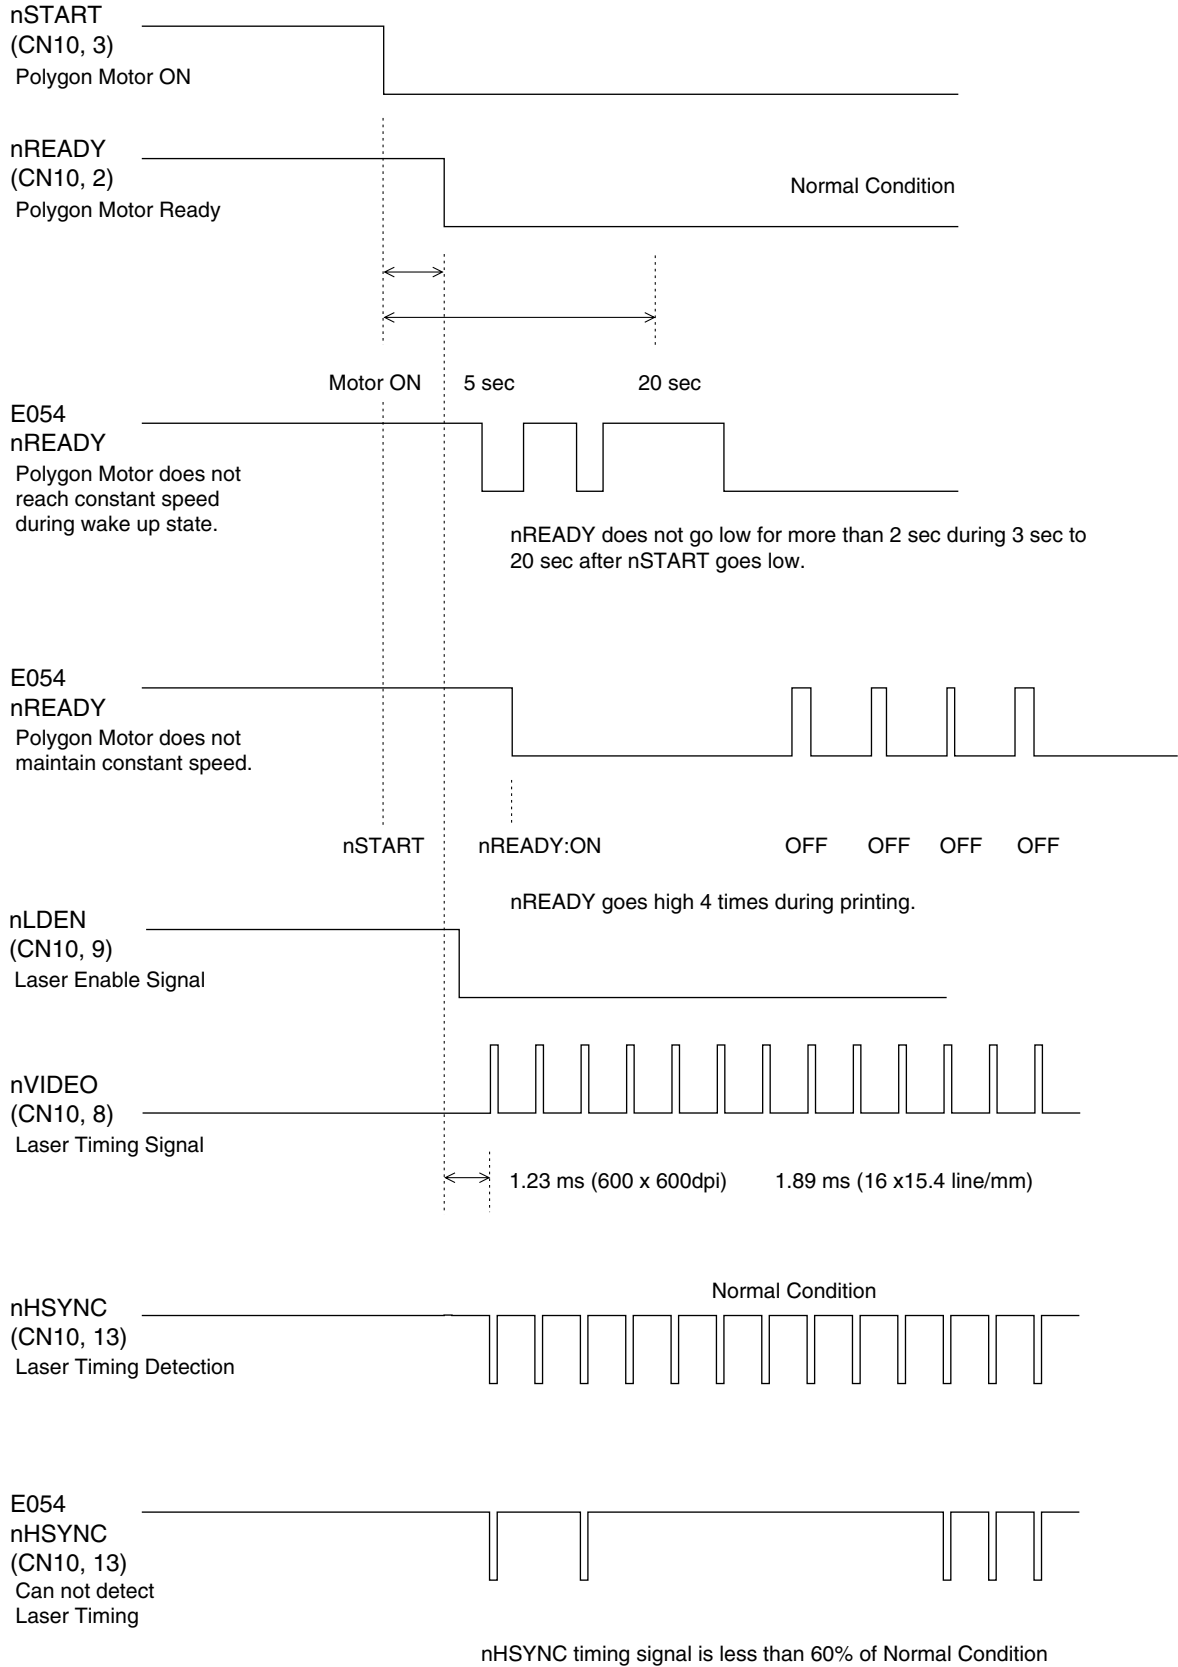 nSTART
(CN10, 3)
Polygon Motor ON
nREADY
(CN10, 2)
Polygon Motor Ready
Normal Condition
Motor ON
5 sec
20 sec
E054
nREADY
Polygon Motor does not
reach constant speed
during wake up state.
nREADY does not go low for more than 2 sec during 3 sec to
20 sec after nSTART goes low.
E054
nREADY
Polygon Motor does not
maintain constant speed.
nSTART
nREADY:ON
OFF
OFF
OFF
OFF
nREADY goes high 4 times during printing.
nLDEN
(CN10, 9)
Laser Enable Signal
nVIDEO
(CN10, 8)
Laser Timing Signal
1.23 ms (600 x 600dpi)
1.89 ms (16 x15.4 line/mm)
Normal Condition
nHSYNC
(CN10, 13)
Laser Timing Detection
E054
nHSYNC
(CN10, 13)
Can not detect
Laser Timing
nHSYNC timing signal is less than 60% of Normal Condition